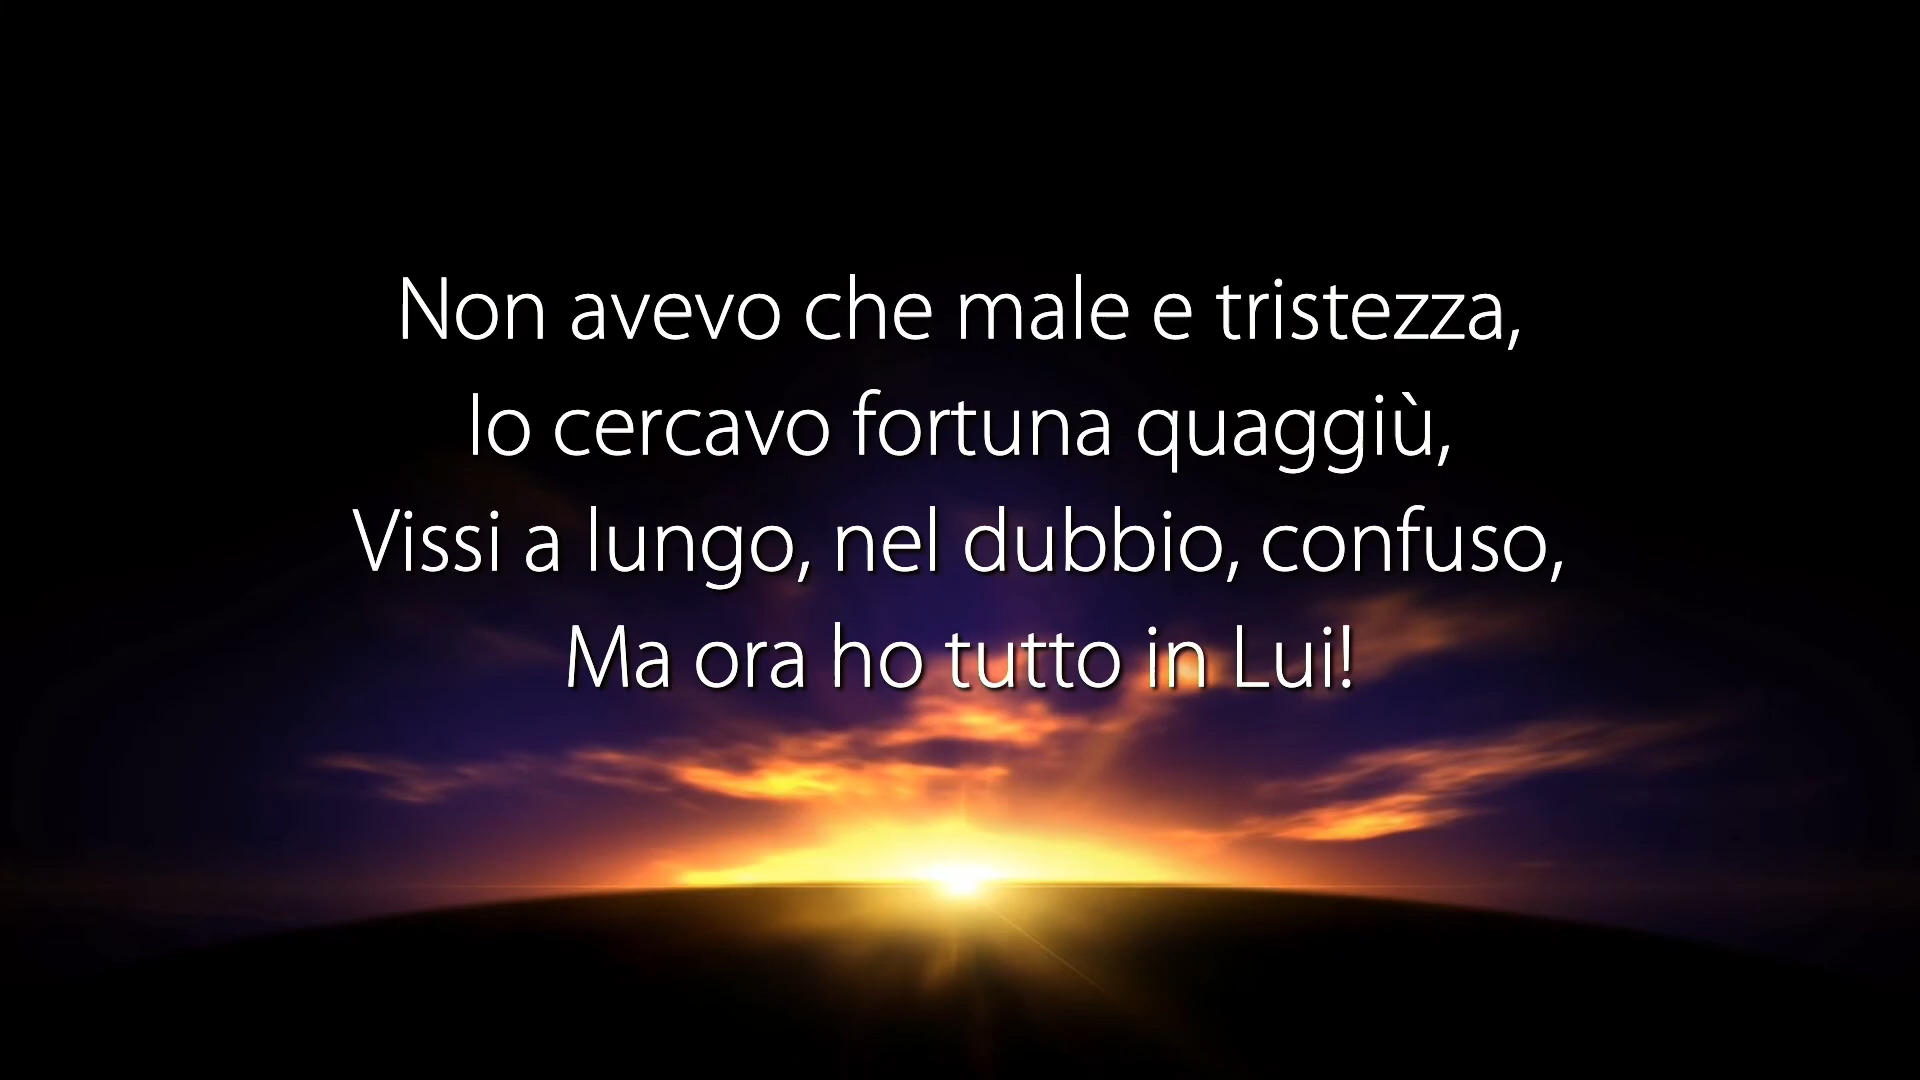 Non avevo che male e tristezza,
Io cercavo fortuna quaggiù,
Vissi a lungo, nel dubbio, confuso,
Ma ora ho tutto in Lui!